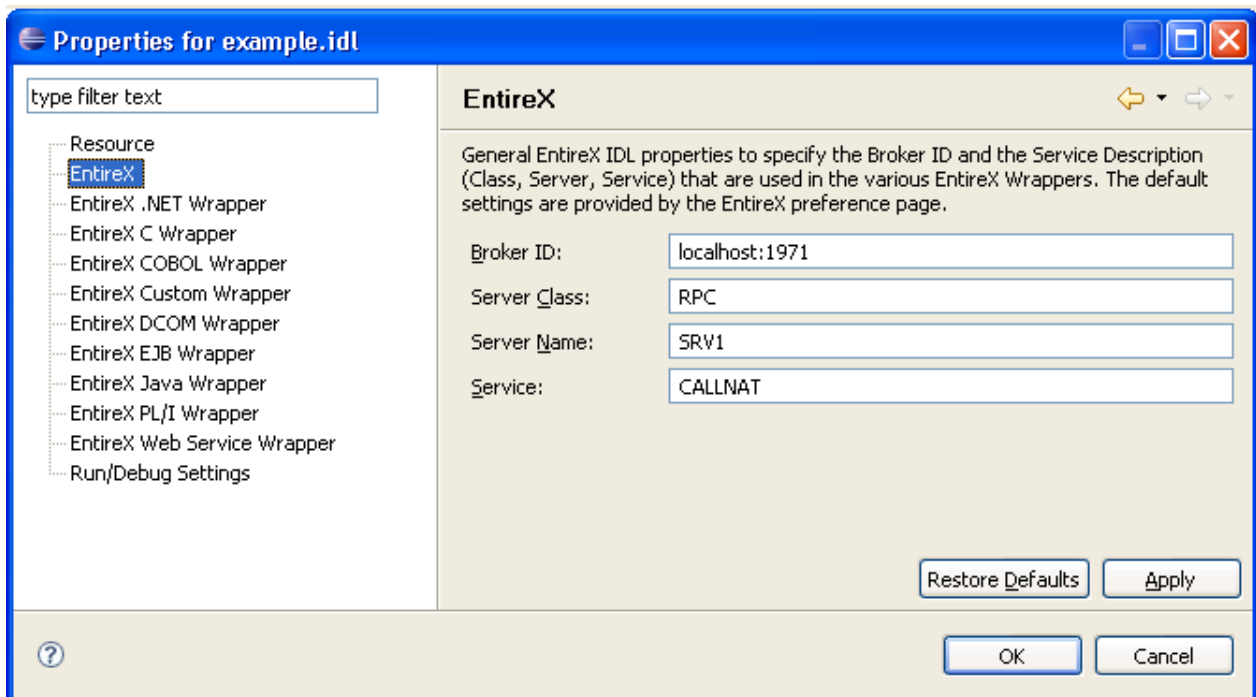 Properties for example.idl
type filter text
Resource
EntireX
EntireX .NET Wrapper
EntireX C Wrapper
EntireX COBOL Wrapper
EntireX Custom Wrapper
EntireX DCOM Wrapper
EntireX EJB Wrapper
EntireX Java Wrapper
EntireX PL/I Wrapper
EntireX Web Service Wrapper
Run/Debug Settings
EntireX
General EntireX IDL properties to specify the Broker ID and the Service Description
(Class, Server, Service) that are used in the various EntireX Wrappers. The default
settings are provided by the EntireX preference page.
Broker ID: localhost:1971
Server Class: RPC
Server Name: SRV1
Service: CALLNAT
Restore Defaults Apply
? OK Cancel